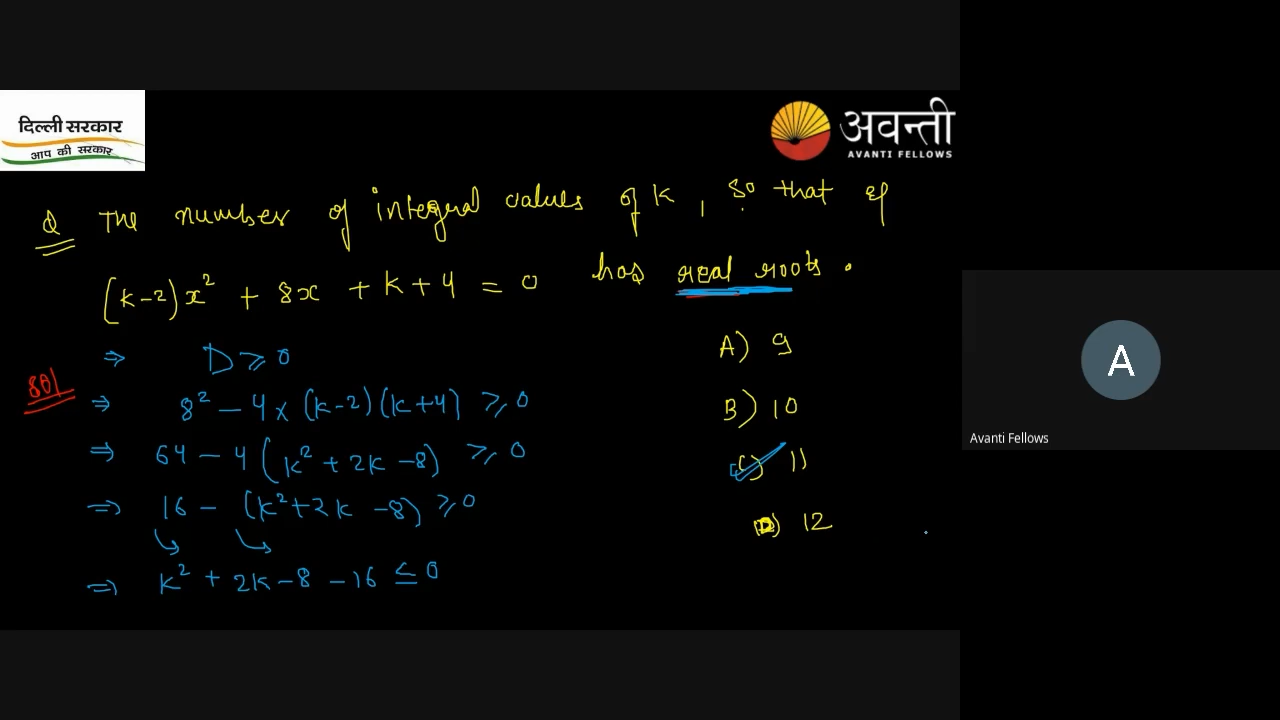 दिल्ली सरकार
आप की सरकार
अवन्ती
AVANTI FELLOWS
Q The number of integral values of k, so that eq
(k-2)x² + 8x + k+4 = 0 has real roots.
A) 9
B) 10
C) 11
D) 12
Sol
⇒ D ≥ 0
⇒ 8² - 4 × (k-2)(k+4) ≥ 0
⇒ 64 - 4(k² + 2k - 8) ≥ 0
⇒ 16 - (k² + 2k - 8) ≥ 0
⇒ k² + 2k - 8 - 16 ≤ 0
A
Avanti Fellows